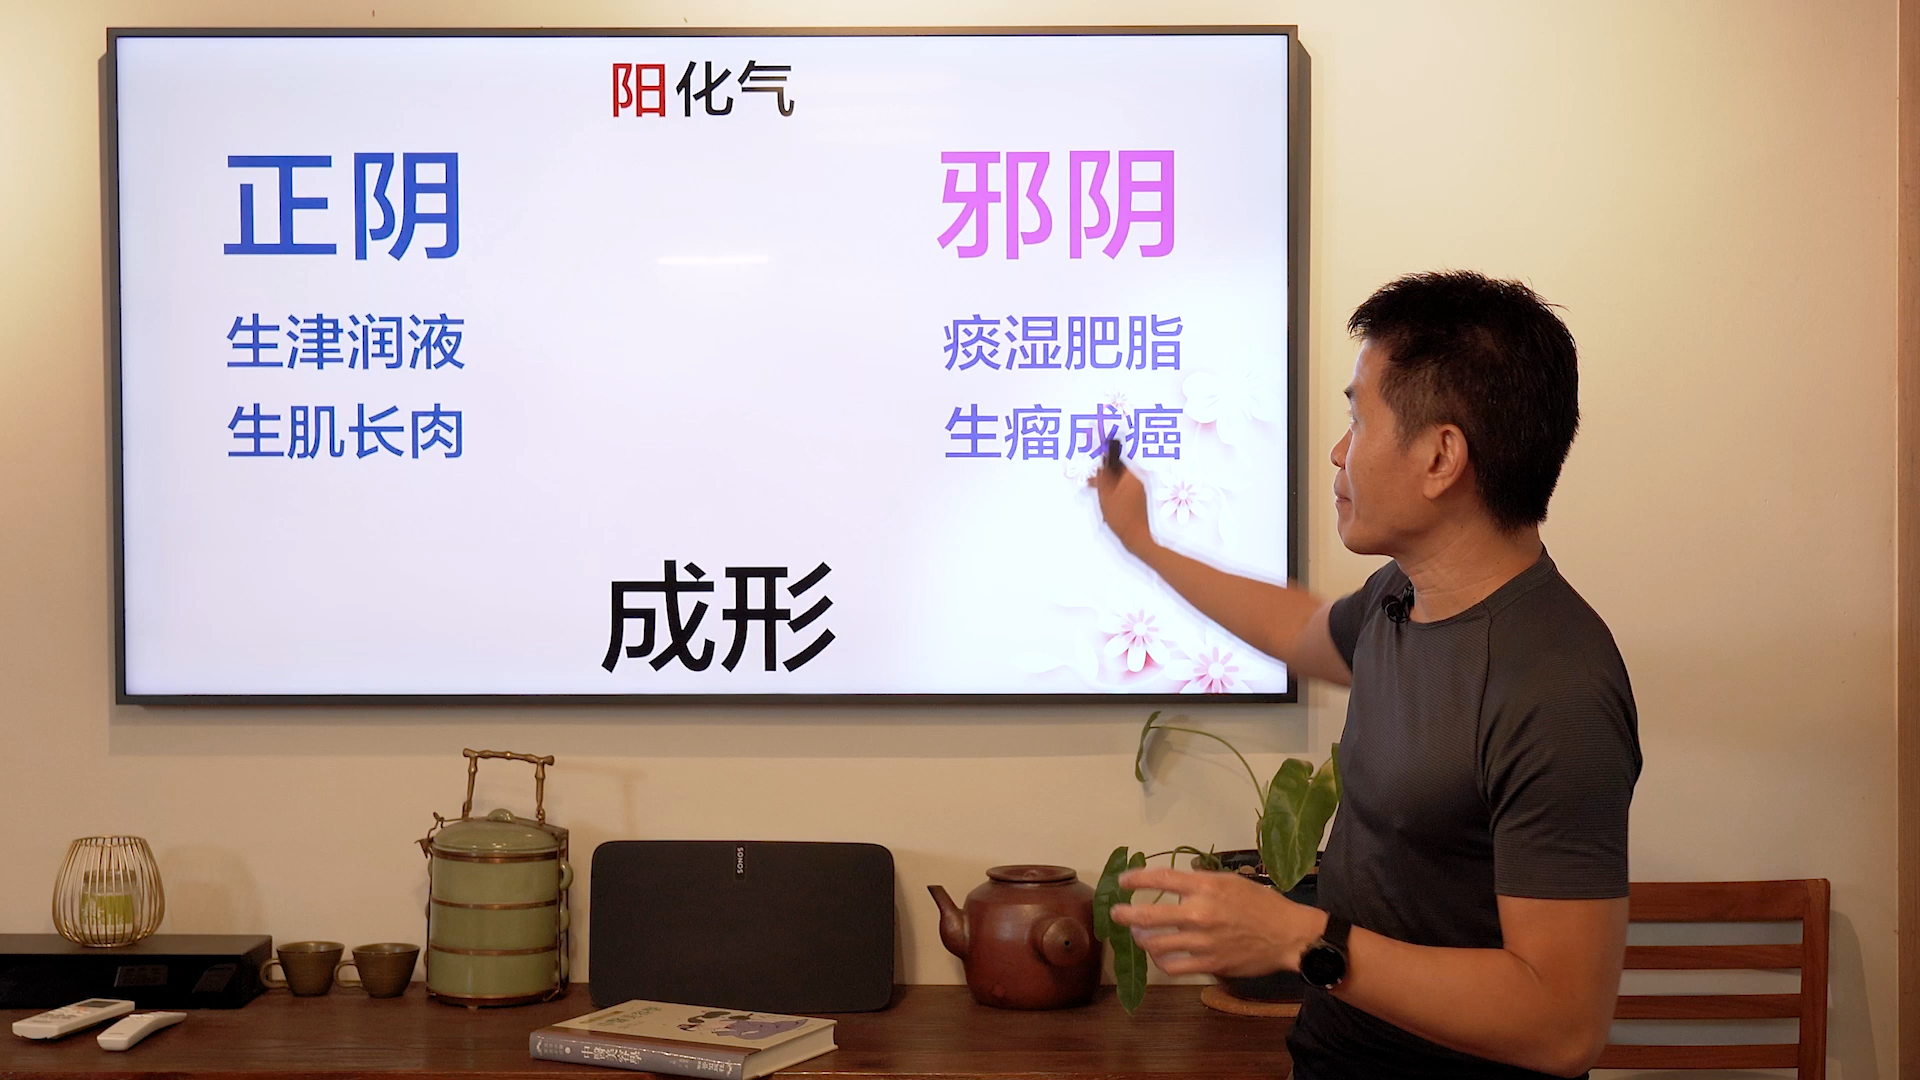 阳化气
正阴
邪阴
生津润液
痰湿肥脂
生肌长肉
生瘤成癌
成形
SONOS